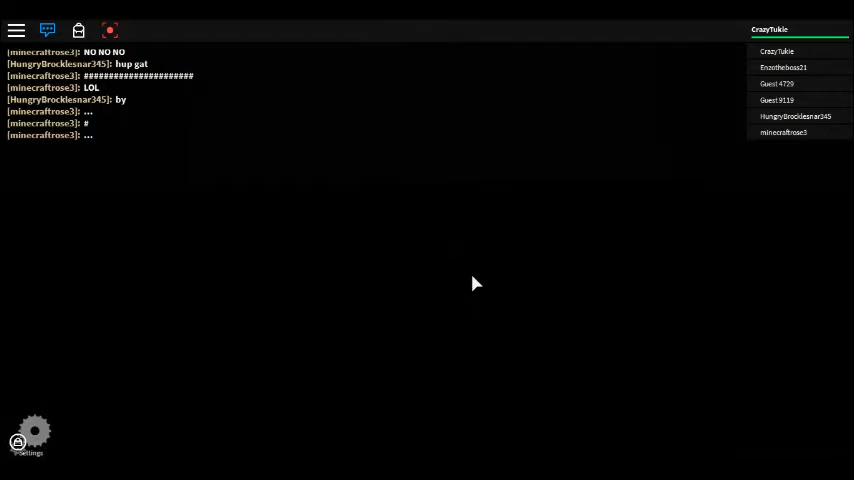 CrazyTukie
[minecraftrose3]: NO NO NO
[HungryBrocklesnar345]: hup gat
[minecraftrose3]: ######################
[minecraftrose3]: LOL
[HungryBrocklesnar345]: by
[minecraftrose3]: ...
[minecraftrose3]: #
[minecraftrose3]: ...
CrazyTukie
Enzotheboss21
Guest 4729
Guest 9119
HungryBrocklesnar345
minecraftrose3
Settings